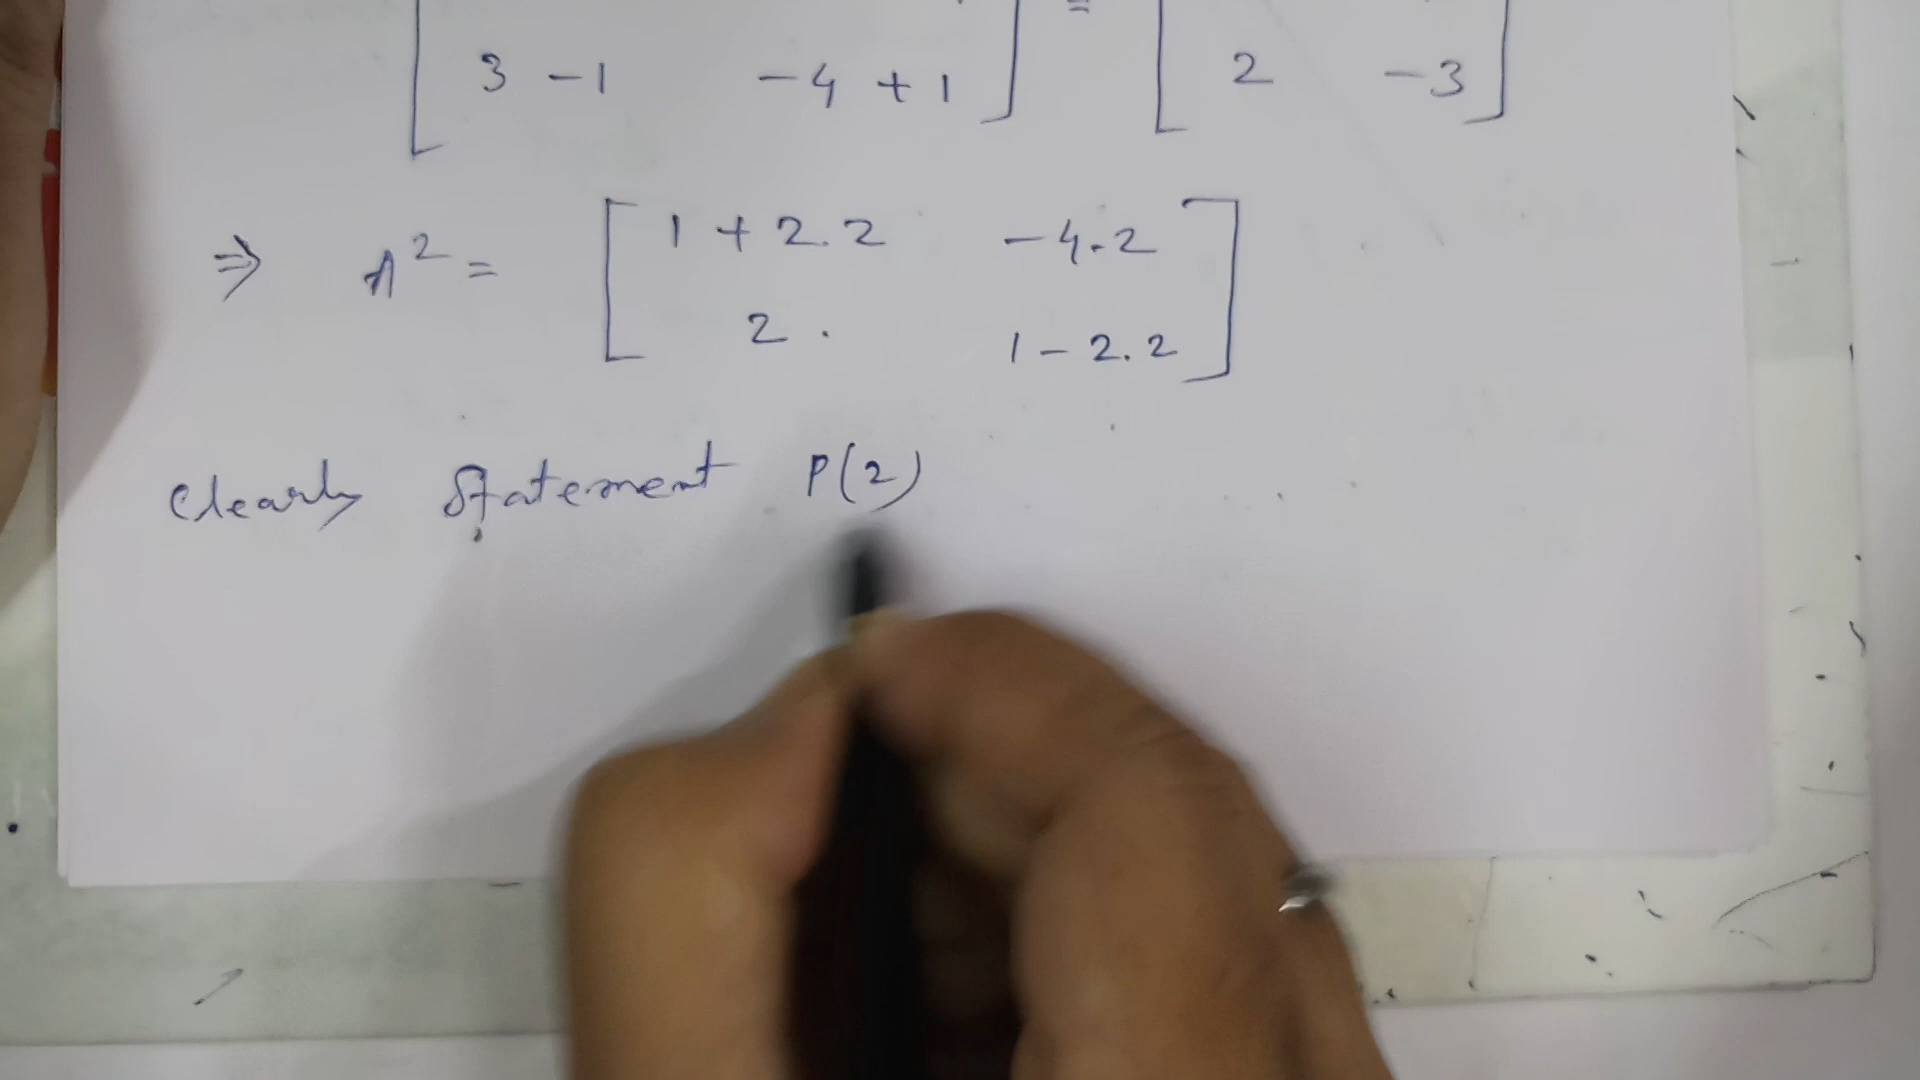 =
3 - 1   - 4 + 1   2   - 3
⇒ A² = [ 1 + 2.2   - 4.2
2 .   1 - 2.2 ]
Clearly Statement P(2)